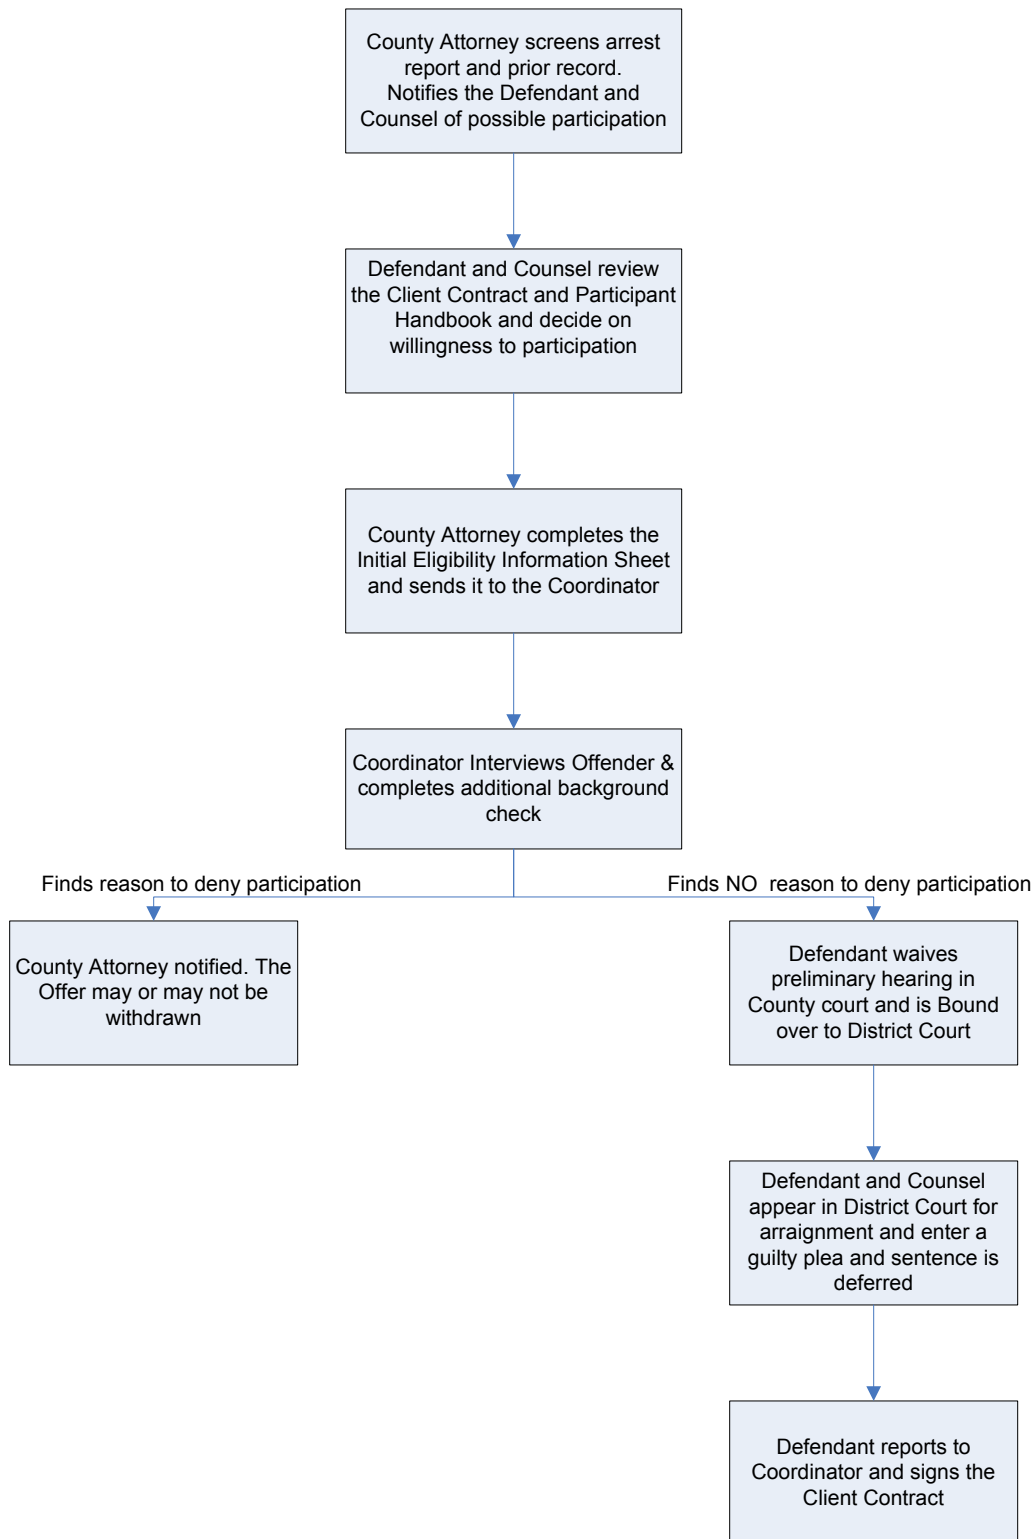 County Attorney screens arrest
report and prior record.
Notifies the Defendant and
Counsel of possible participation
Defendant and Counsel review
the Client Contract and Participant
Handbook and decide on
willingness to participation
County Attorney completes the
Initial Eligibility Information Sheet
and sends it to the Coordinator
Coordinator Interviews Offender &
completes additional background
check
Finds reason to deny participation
Finds NO  reason to deny participation
County Attorney notified. The
Offer may or may not be
withdrawn
Defendant waives
preliminary hearing in
County court and is Bound
over to District Court
Defendant and Counsel
appear in District Court for
arraignment and enter a
guilty plea and sentence is
deferred
Defendant reports to
Coordinator and signs the
Client Contract